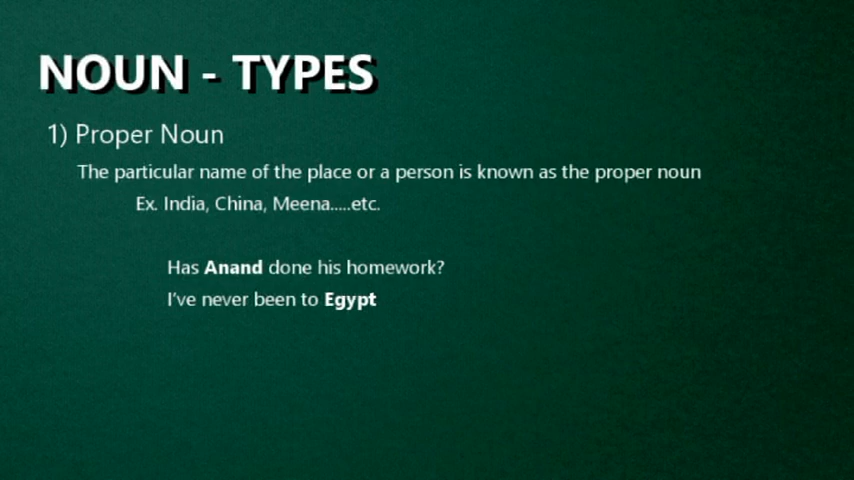 NOUN - TYPES
1) Proper Noun
The particular name of the place or a person is known as the proper noun
Ex. India, China, Meena.....etc.
Has Anand done his homework?
I've never been to Egypt